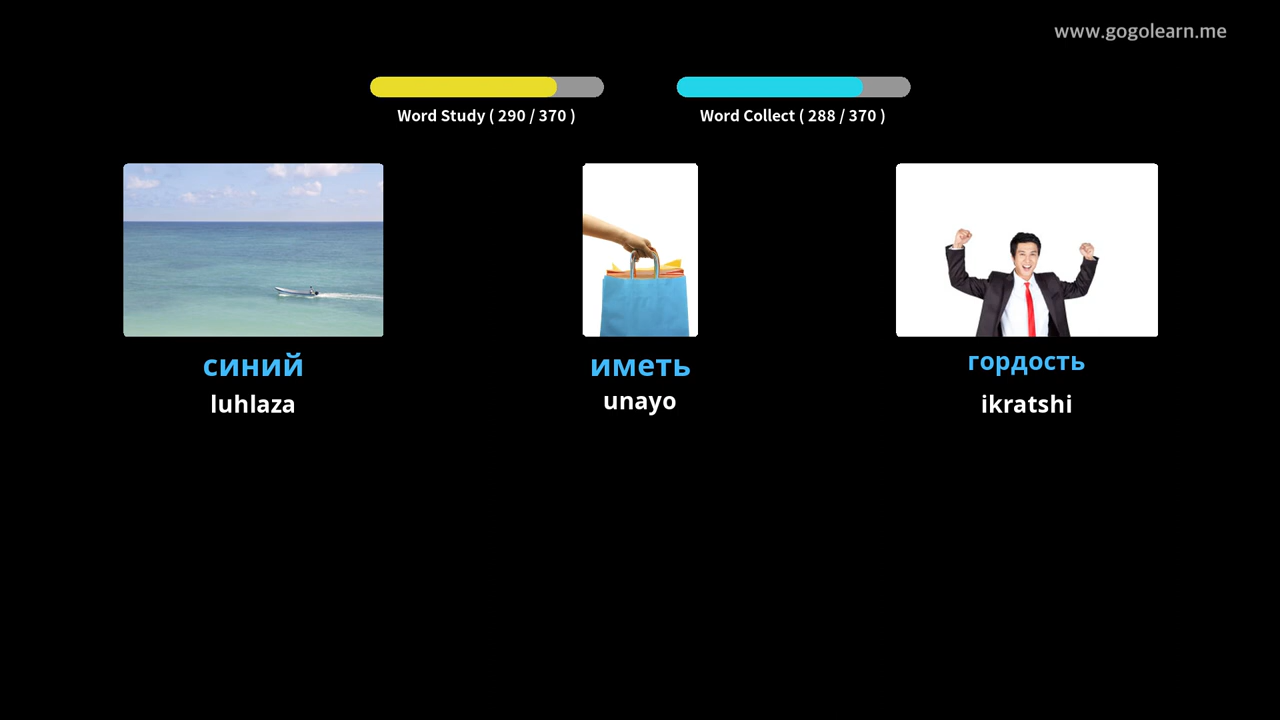 www.gogolearn.me
Word Study ( 290 / 370 )
Word Collect ( 288 / 370 )
синий
luhlaza
иметь
unayo
гордость
ikratshi